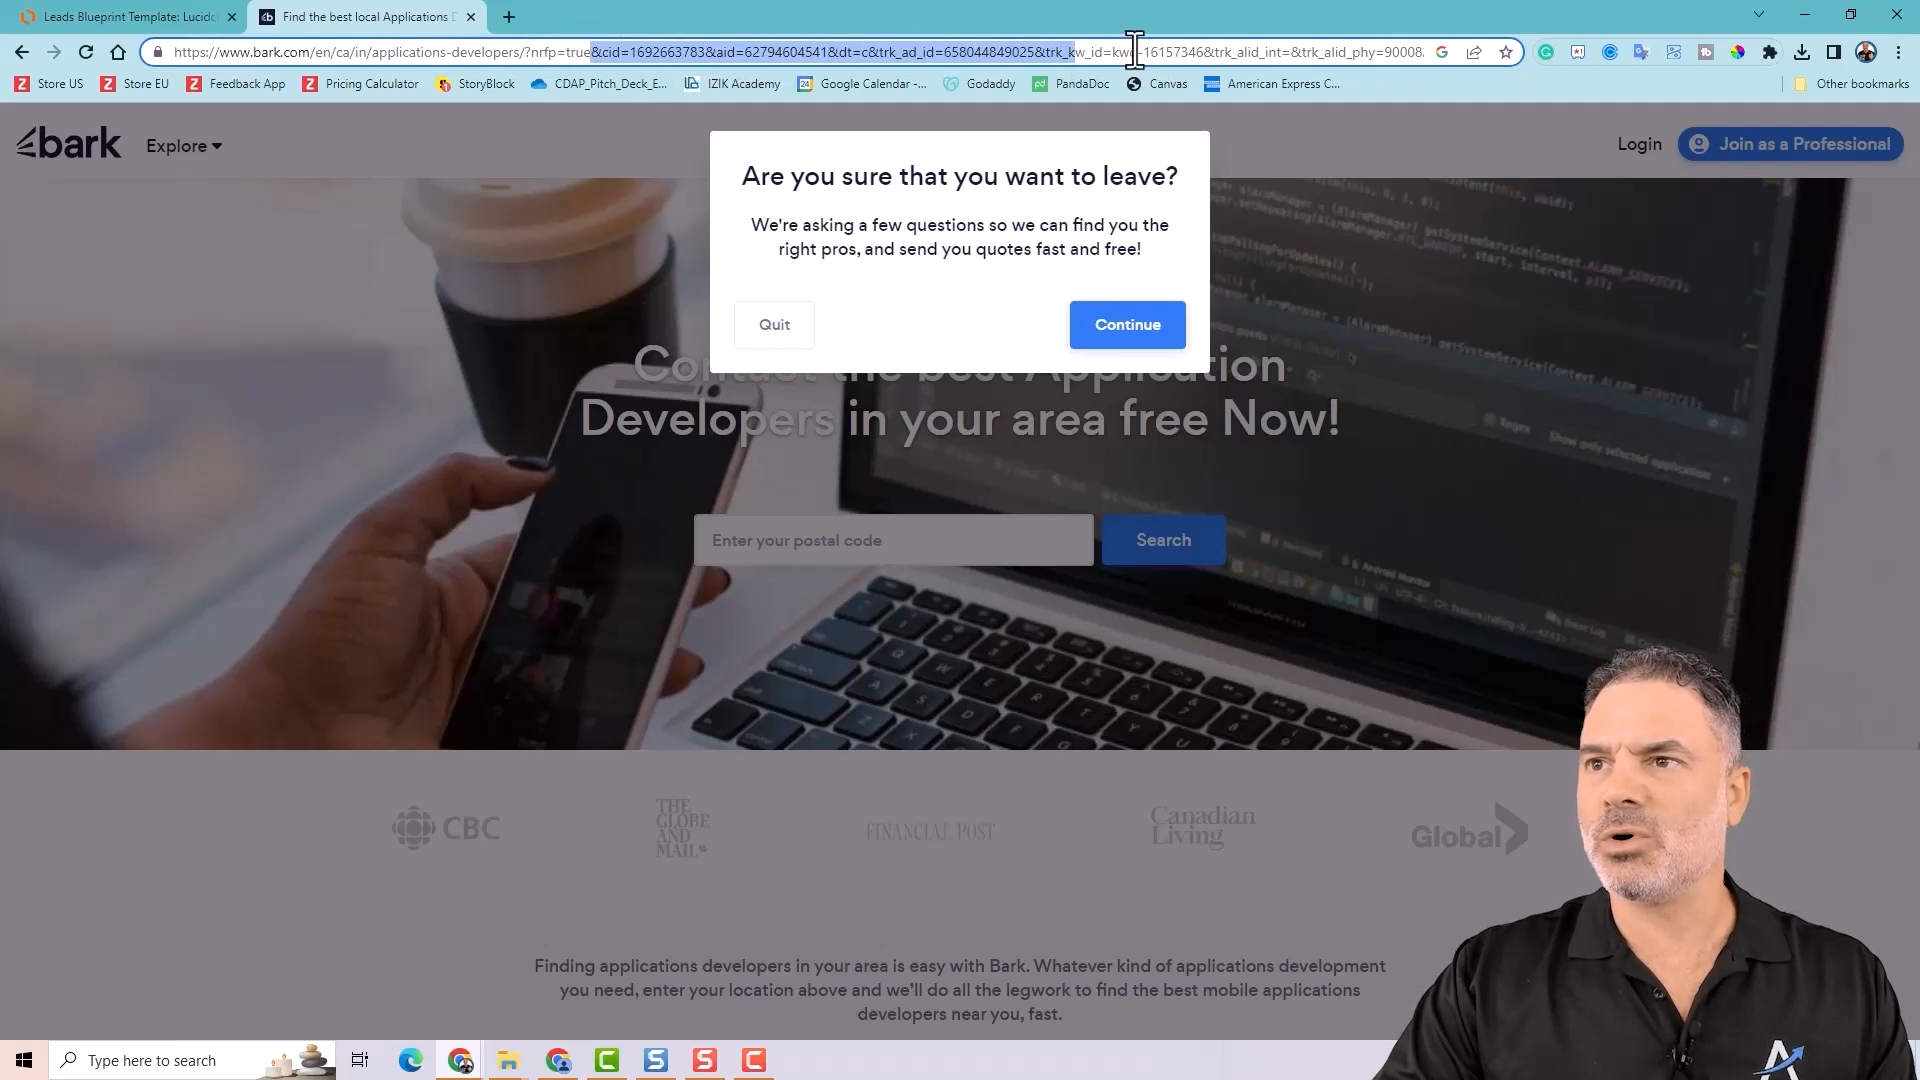 Leads Blueprint Template: Lucidc
Find the best local Applications D
https://www.bark.com/en/ca/in/applications-developers/?nrfp=true&cid=1692663783&aid=62794604541&dt=c&trk_ad_id=658044849025&trk_kw_id=kwd-16157346&trk_alid_int=&trk_alid_phy=90008
Store US
Store EU
Feedback App
Pricing Calculator
StoryBlock
CDAP_Pitch_Deck_E...
IZIK Academy
Google Calendar -...
Godaddy
PandaDoc
Canvas
American Express C...
Other bookmarks
bark
Explore
Login
Join as a Professional
Are you sure that you want to leave?
We're asking a few questions so we can find you the
right pros, and send you quotes fast and free!
Quit
Continue
Contact the best Application
Developers in your area free Now!
Enter your postal code
Search
CBC
THE
GLOBE
AND
MAIL
FINANCIAL POST
Canadian
Living
Global
Finding applications developers in your area is easy with Bark. Whatever kind of applications development
you need, enter your location above and we'll do all the legwork to find the best mobile applications
developers near you, fast.
Type here to search